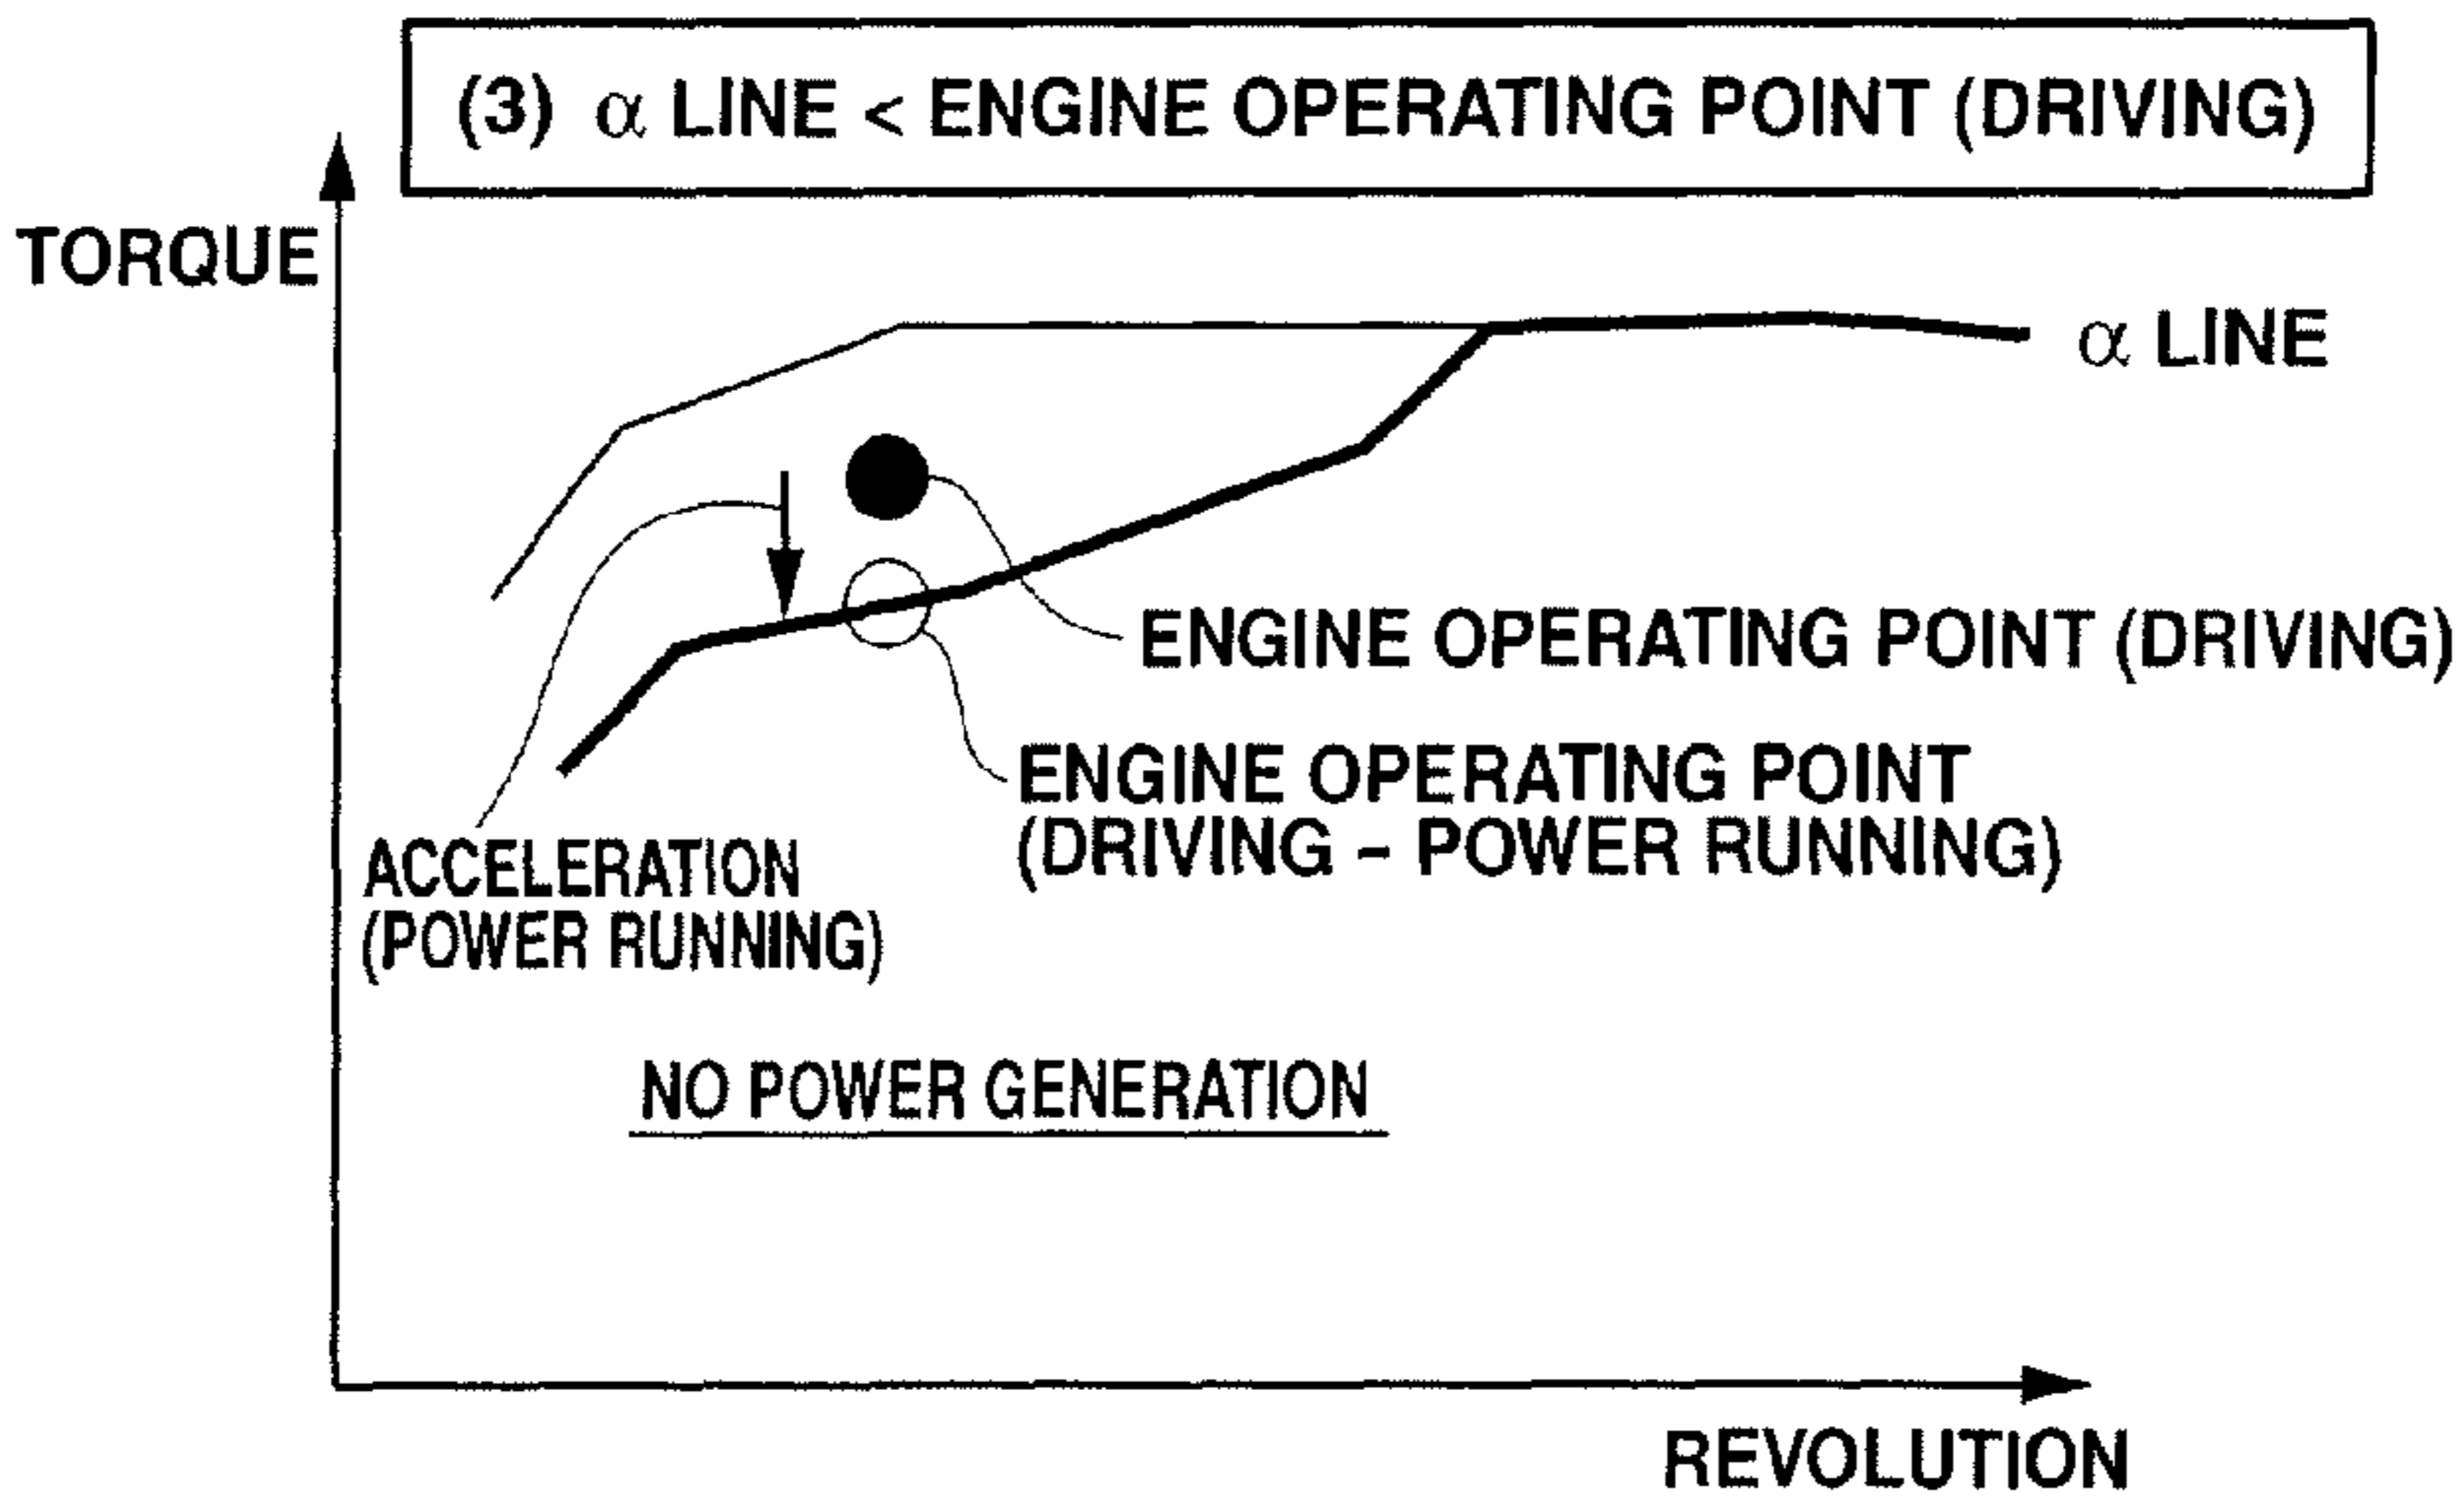 (3) α LINE < ENGINE OPERATING POINT (DRIVING)
TORQUE
α LINE
ENGINE OPERATING POINT (DRIVING)
ENGINE OPERATING POINT
(DRIVING – POWER RUNNING)
ACCELERATION
(POWER RUNNING)
NO POWER GENERATION
REVOLUTION